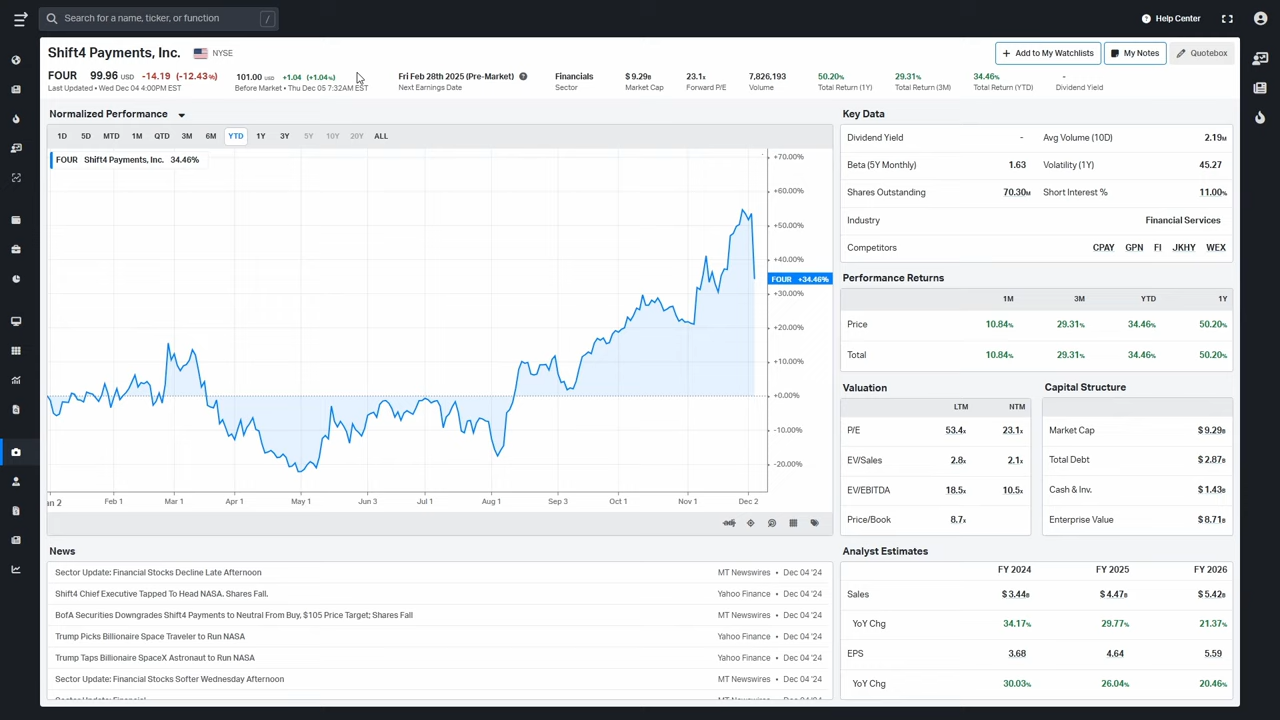 Search for a name, ticker, or function /
Help Center
Shift4 Payments, Inc. NYSE
+ Add to My Watchlists My Notes Quotebox
FOUR 99.96 USD -14.19 (-12.43%) 101.00 USD +1.04 (+1.04%) Fri Feb 28th 2025 (Pre-Market) Financials $9.29B 23.1x 7,826,193 50.20% 29.31% 34.46% -
Last Updated • Wed Dec 04 4:00PM EST Before Market • Thu Dec 05 7:32AM EST Next Earnings Date Sector Market Cap Forward P/E Volume Total Return (1Y) Total Return (3M) Total Return (YTD) Dividend Yield
Normalized Performance
1D 5D MTD 1M QTD 3M 6M YTD 1Y 3Y 5Y 10Y 20Y ALL
FOUR Shift4 Payments, Inc. 34.46%
+70.00%
+60.00%
+50.00%
+40.00%
FOUR +34.46%
+30.00%
+20.00%
+10.00%
+0.00%
-10.00%
-20.00%
an 2 Feb 1 Mar 1 Apr 1 May 1 Jun 3 Jul 1 Aug 1 Sep 3 Oct 1 Nov 1 Dec 2
Key Data
Dividend Yield - Avg Volume (10D) 2.19M
Beta (5Y Monthly) 1.63 Volatility (1Y) 45.27
Shares Outstanding 70.30M Short Interest % 11.00%
Industry Financial Services
Competitors CPAY GPN FI JKHY WEX
Performance Returns
1M 3M YTD 1Y
Price 10.84% 29.31% 34.46% 50.20%
Total 10.84% 29.31% 34.46% 50.20%
Valuation
LTM NTM
P/E 53.4x 23.1x
EV/Sales 2.8x 2.1x
EV/EBITDA 18.5x 10.5x
Price/Book 8.7x
Capital Structure
Market Cap $9.29B
Total Debt $2.87B
Cash & Inv. $1.43B
Enterprise Value $8.71B
News
Sector Update: Financial Stocks Decline Late Afternoon MT Newswires • Dec 04 '24
Shift4 Chief Executive Tapped To Head NASA. Shares Fall. Yahoo Finance • Dec 04 '24
BofA Securities Downgrades Shift4 Payments to Neutral From Buy, $105 Price Target; Shares Fall MT Newswires • Dec 04 '24
Trump Picks Billionaire Space Traveler to Run NASA Yahoo Finance • Dec 04 '24
Trump Taps Billionaire SpaceX Astronaut to Run NASA Yahoo Finance • Dec 04 '24
Sector Update: Financial Stocks Softer Wednesday Afternoon MT Newswires • Dec 04 '24
Sector Update: Financial
Analyst Estimates
FY 2024 FY 2025 FY 2026
Sales $3.44B $4.47B $5.42B
YoY Chg 34.17% 29.77% 21.37%
EPS 3.68 4.64 5.59
YoY Chg 30.03% 26.04% 20.46%